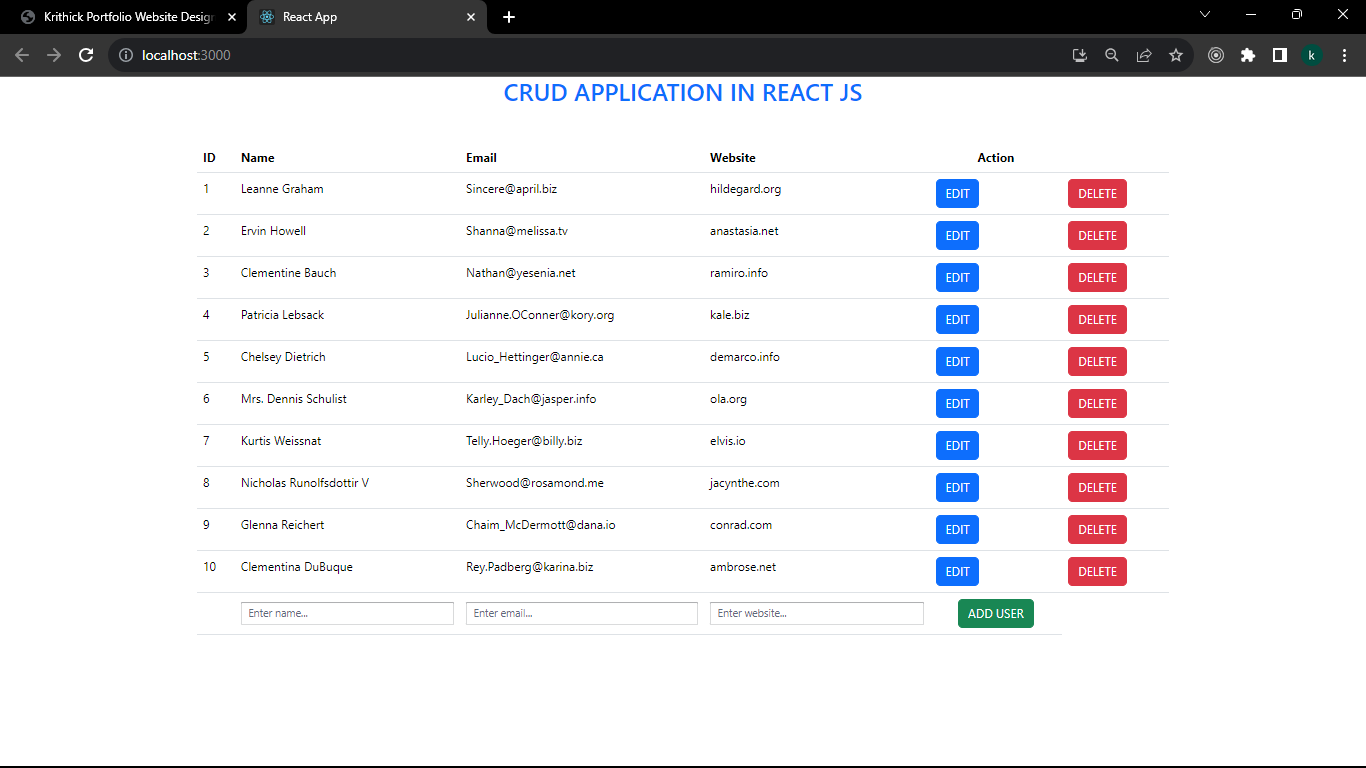 Krithick Portfolio Website Design
React App
localhost:3000
k
CRUD APPLICATION IN REACT JS
ID Name Email Website Action
1 Leanne Graham Sincere@april.biz hildegard.org EDIT DELETE
2 Ervin Howell Shanna@melissa.tv anastasia.net EDIT DELETE
3 Clementine Bauch Nathan@yesenia.net ramiro.info EDIT DELETE
4 Patricia Lebsack Julianne.OConner@kory.org kale.biz EDIT DELETE
5 Chelsey Dietrich Lucio_Hettinger@annie.ca demarco.info EDIT DELETE
6 Mrs. Dennis Schulist Karley_Dach@jasper.info ola.org EDIT DELETE
7 Kurtis Weissnat Telly.Hoeger@billy.biz elvis.io EDIT DELETE
8 Nicholas Runolfsdottir V Sherwood@rosamond.me jacynthe.com EDIT DELETE
9 Glenna Reichert Chaim_McDermott@dana.io conrad.com EDIT DELETE
10 Clementina DuBuque Rey.Padberg@karina.biz ambrose.net EDIT DELETE
Enter name... Enter email... Enter website... ADD USER